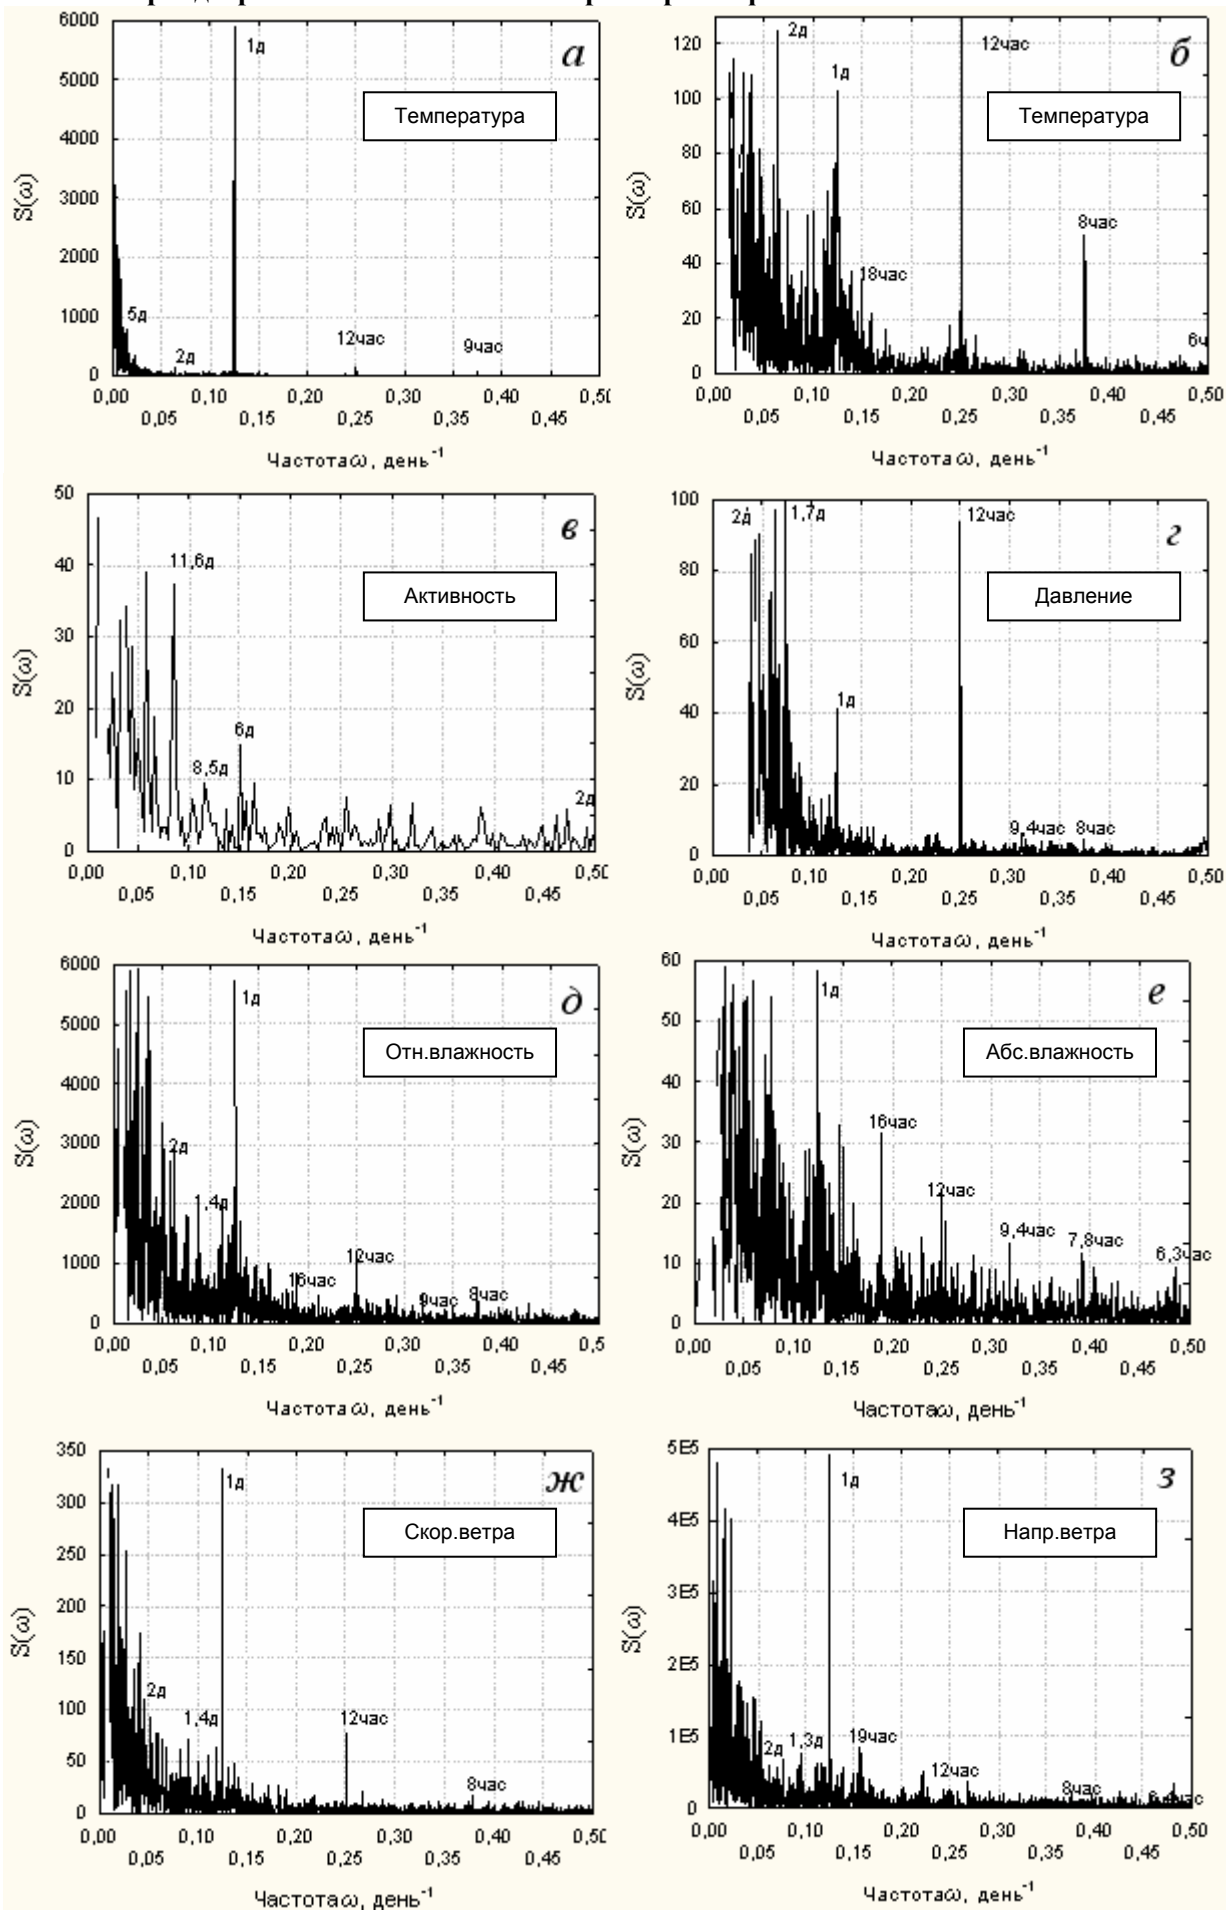 6000
5000
4000
3000
2000
1000
0
S(ω)
1д
а
Температура
5д
2д
12час
9час
0,00 0,10 0,20 0,30 0,40 0,50
0,05 0,15 0,25 0,35 0,45
Частота ω, день⁻¹
120
100
80
60
40
20
0
S(ω)
2д
12час
б
1д
Температура
8час
18час
0,00 0,10 0,20 0,30 0,40 0,50
0,05 0,15 0,25 0,35 0,45
Частота ω, день⁻¹
50
40
30
20
10
0
S(ω)
в
11,6д
Активность
6д
8,5д
2д
0,00 0,10 0,20 0,30 0,40
0,05 0,15 0,25 0,35 0,45
Частота ω, день⁻¹
100
80
60
40
20
0
S(ω)
2д
1,7д
12час
г
Давление
1д
9,4час
8час
0,00 0,10 0,20 0,30 0,40 0,50
0,05 0,15 0,25 0,35 0,45
Частота ω, день⁻¹
6000
5000
4000
3000
2000
1000
0
S(ω)
1д
д
Отн.влажность
2д
1,4д
16час
12час
9час
8час
0,00 0,10 0,20 0,30 0,40 0,5
0,05 0,15 0,25 0,35 0,45
Частота ω, день⁻¹
60
50
40
30
20
10
0
S(ω)
1д
е
Абс.влажность
16час
12час
9,4час
7,8час
6,3час
0,00 0,10 0,20 0,30 0,40 0,50
0,05 0,15 0,25 0,35 0,45
Частотаω, день⁻¹
350
300
250
200
150
100
50
0
S(ω)
1д
ж
Скор.ветра
2д
1,4д
12час
8час
0,00 0,10 0,20 0,30 0,40
0,05 0,15 0,25 0,35 0,45
Частота ω, день⁻¹
5E5
4E5
3E5
2E5
1E5
0
S(ω)
1д
з
Напр.ветра
2д
1,3д
19час
12час
8час
0,00 0,10 0,20 0,30 0,40 0,50
0,05 0,15 0,25 0,35 0,45
Частота ω, день⁻¹